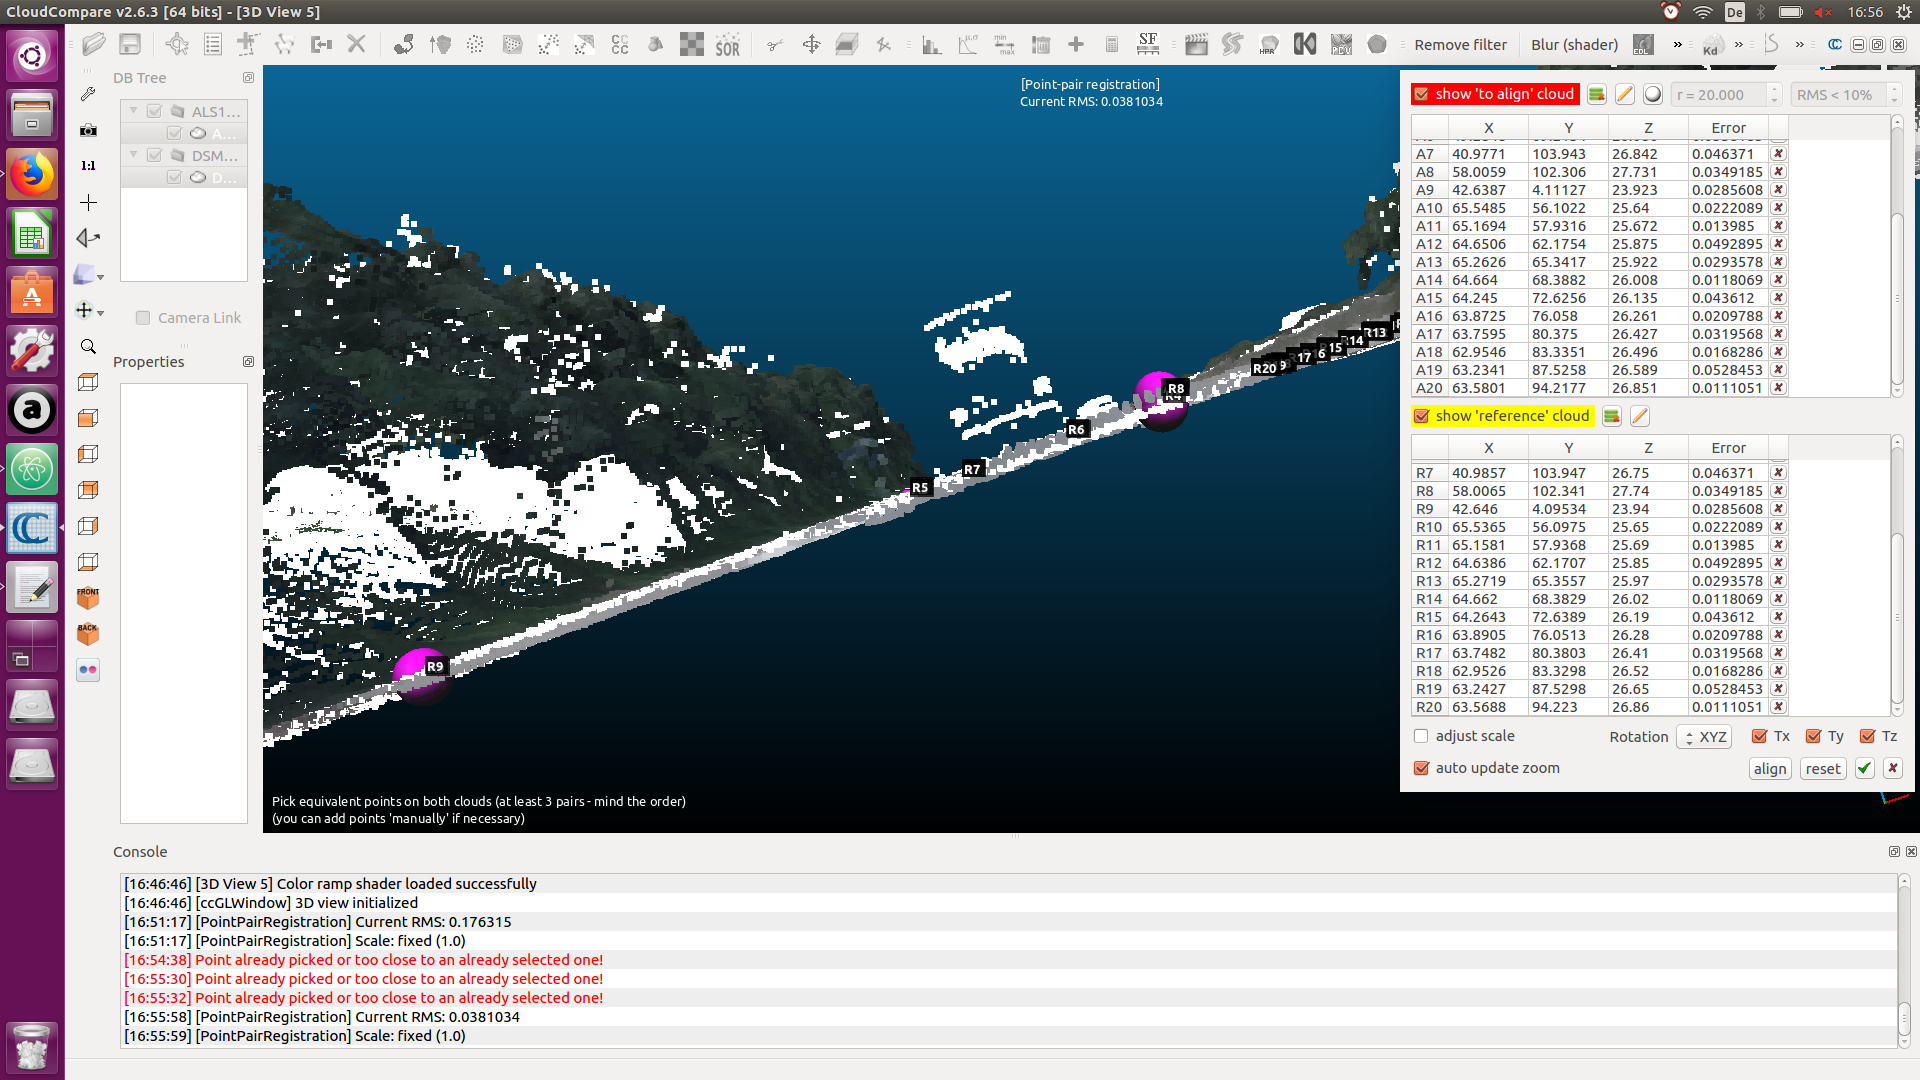 CloudCompare v2.6.3 [64 bits] - [3D View 5]
De
16:56
1:1
FRONT
BACK
CC
CC
CC
SOR
min
max
SF
HPR
PCV
Remove filter
Blur (shader)
EDL
Kd
DB Tree
ALS1...
A...
DSM...
D...
Camera Link
Properties
[Point-pair registration]
Current RMS: 0.0381034
R13
R14
R20
R8
R6
R7
R5
R9
Pick equivalent points on both clouds (at least 3 pairs - mind the order)
(you can add points 'manually' if necessary)
show 'to align' cloud
r = 20.000
RMS < 10%
X Y Z Error
A7 40.9771 103.943 26.842 0.046371
A8 58.0059 102.306 27.731 0.0349185
A9 42.6387 4.11127 23.923 0.0285608
A10 65.5485 56.1022 25.64 0.0222089
A11 65.1694 57.9316 25.672 0.013985
A12 64.6506 62.1754 25.875 0.0492895
A13 65.2626 65.3417 25.922 0.0293578
A14 64.664 68.3882 26.008 0.0118069
A15 64.245 72.6256 26.135 0.043612
A16 63.8725 76.058 26.261 0.0209788
A17 63.7595 80.375 26.427 0.0319568
A18 62.9546 83.3351 26.496 0.0168286
A19 63.2341 87.5258 26.589 0.0528453
A20 63.5801 94.2177 26.851 0.0111051
show 'reference' cloud
X Y Z Error
R7 40.9857 103.947 26.75 0.046371
R8 58.0065 102.341 27.74 0.0349185
R9 42.646 4.09534 23.94 0.0285608
R10 65.5365 56.0975 25.65 0.0222089
R11 65.1581 57.9368 25.69 0.013985
R12 64.6386 62.1707 25.85 0.0492895
R13 65.2719 65.3557 25.97 0.0293578
R14 64.662 68.3829 26.02 0.0118069
R15 64.2643 72.6389 26.19 0.043612
R16 63.8905 76.0513 26.28 0.0209788
R17 63.7482 80.3803 26.41 0.0319568
R18 62.9526 83.3298 26.52 0.0168286
R19 63.2427 87.5298 26.65 0.0528453
R20 63.5688 94.223 26.86 0.0111051
adjust scale
Rotation XYZ Tx Ty Tz
auto update zoom
align reset
Console
[16:46:46] [3D View 5] Color ramp shader loaded successfully
[16:46:46] [ccGLWindow] 3D view initialized
[16:51:17] [PointPairRegistration] Current RMS: 0.176315
[16:51:17] [PointPairRegistration] Scale: fixed (1.0)
[16:54:38] Point already picked or too close to an already selected one!
[16:55:30] Point already picked or too close to an already selected one!
[16:55:32] Point already picked or too close to an already selected one!
[16:55:58] [PointPairRegistration] Current RMS: 0.0381034
[16:55:59] [PointPairRegistration] Scale: fixed (1.0)